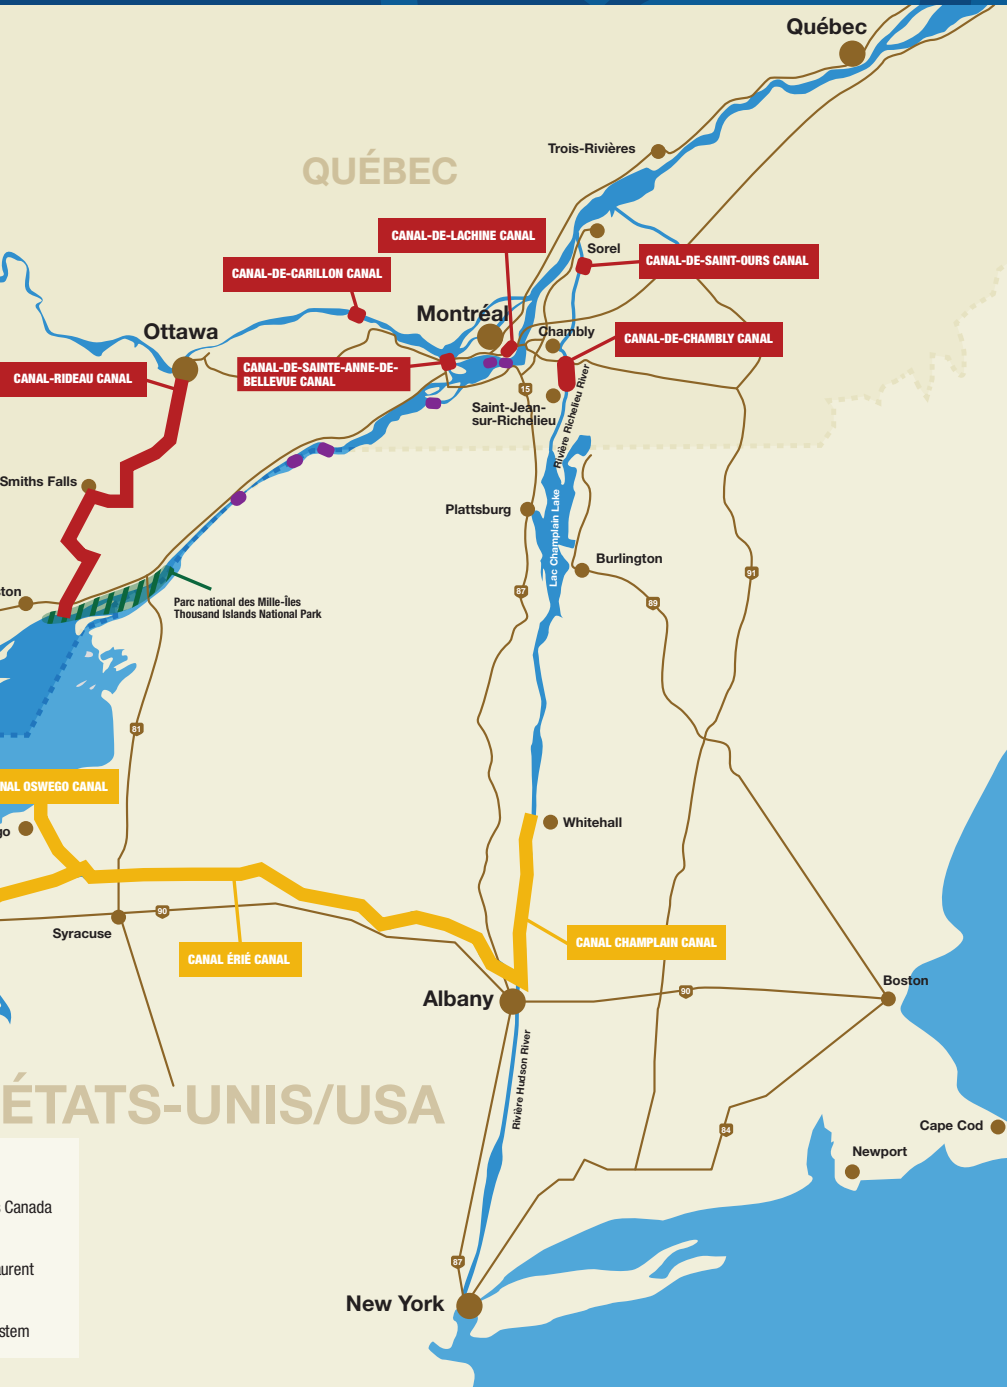 Québec
Trois-Rivières
QUÉBEC
CANAL-DE-LACHINE CANAL
Sorel
CANAL-DE-SAINT-OURS CANAL
CANAL-DE-CARILLON CANAL
Montréal
Ottawa
Chambly
CANAL-DE-CHAMBLY CANAL
CANAL-RIDEAU CANAL
CANAL-DE-SAINTE-ANNE-DE-
BELLEVUE CANAL
15
Saint-Jean-
sur-Richelieu
Rivière Richelieu River
Smiths Falls
Plattsburg
Lac Champlain Lake
Burlington
91
87
89
ston
Parc national des Mille-Îles
Thousand Islands National Park
81
NAL OSWEGO CANAL
go
Whitehall
90
Syracuse
CANAL ÉRIÉ CANAL
CANAL CHAMPLAIN CANAL
Albany
90
Boston
Rivière Hudson River
ÉTATS-UNIS/USA
84
Cape Cod
Newport
s Canada
aurent
87
New York
stem